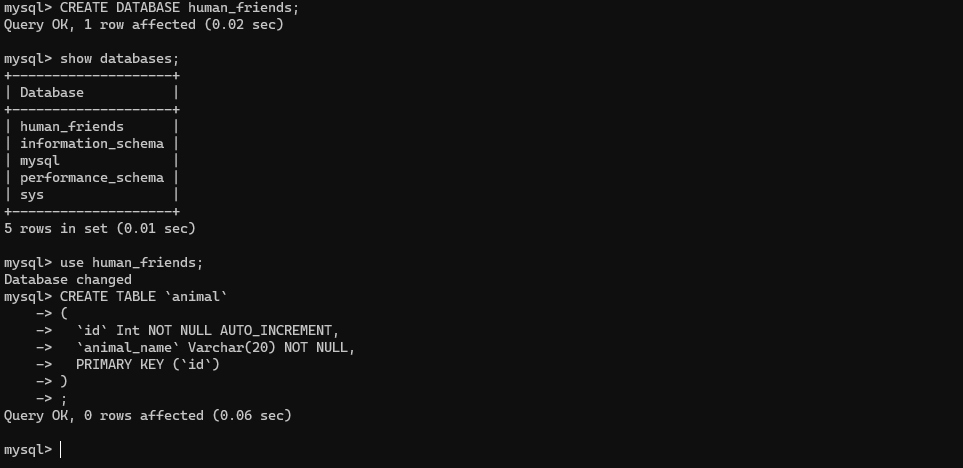 mysql> CREATE DATABASE human_friends;
Query OK, 1 row affected (0.02 sec)

mysql> show databases;
+--------------------+
| Database           |
+--------------------+
| human_friends      |
| information_schema |
| mysql              |
| performance_schema |
| sys                |
+--------------------+
5 rows in set (0.01 sec)

mysql> use human_friends;
Database changed
mysql> CREATE TABLE `animal`
    -> (
    ->   `id` Int NOT NULL AUTO_INCREMENT,
    ->   `animal_name` Varchar(20) NOT NULL,
    ->   PRIMARY KEY (`id`)
    -> )
    -> ;
Query OK, 0 rows affected (0.06 sec)

mysql>